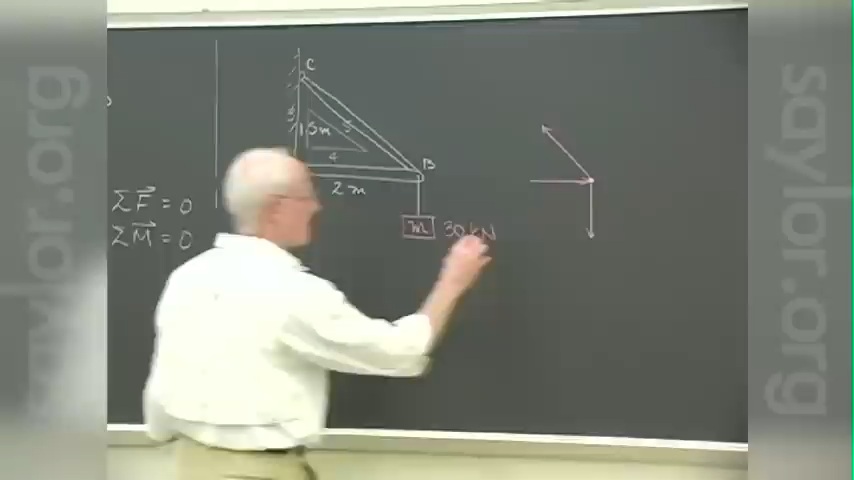 saylor.org
C
3
1.5m
5
4
B
2 m
ΣF⃗ = 0
ΣM⃗ = 0
m 30 kN
saylor.org